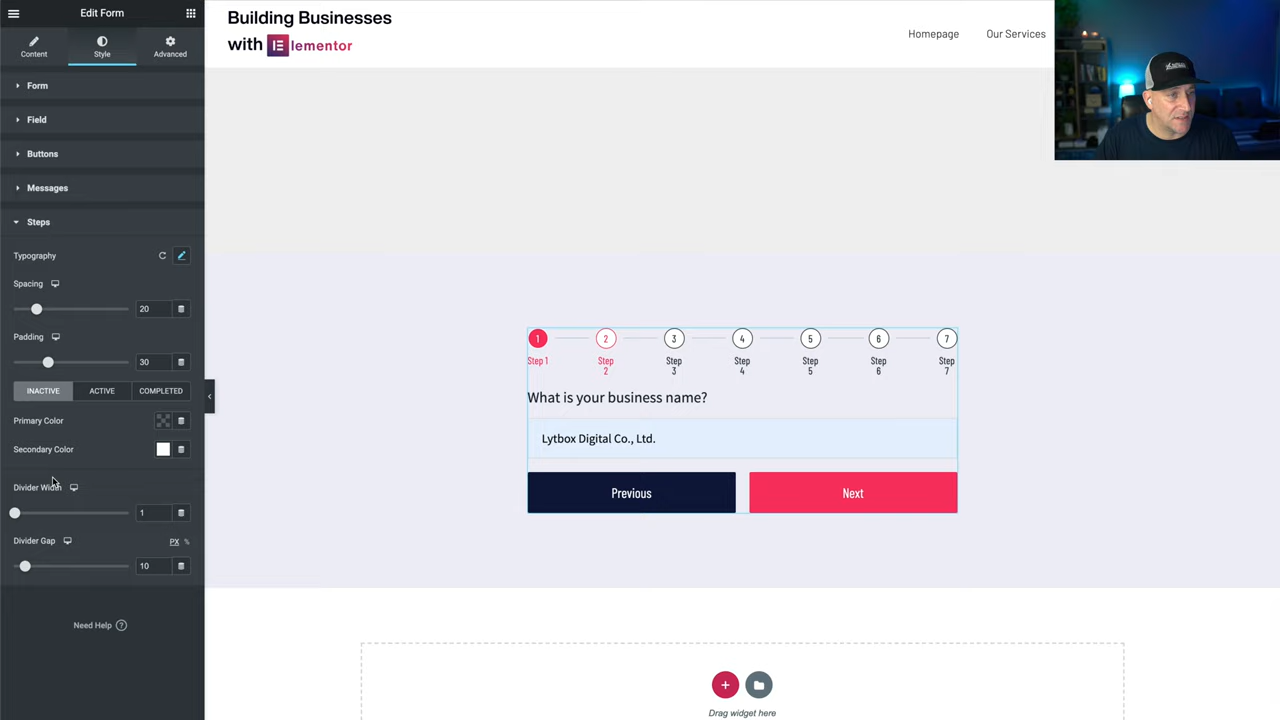 Edit Form
Content
Style
Advanced
Form
Field
Buttons
Messages
Steps
Typography
Spacing
20
Padding
30
INACTIVE
ACTIVE
COMPLETED
Primary Color
Secondary Color
Divider Width
1
Divider Gap
PX %
10
Need Help ?
Building Businesses
with lementor
Homepage
Our Services
1 2 3 4 5 6 7
Step 1
Step 2
Step 3
Step 4
Step 5
Step 6
Step 7
What is your business name?
Lytbox Digital Co., Ltd.
Previous
Next
Drag widget here